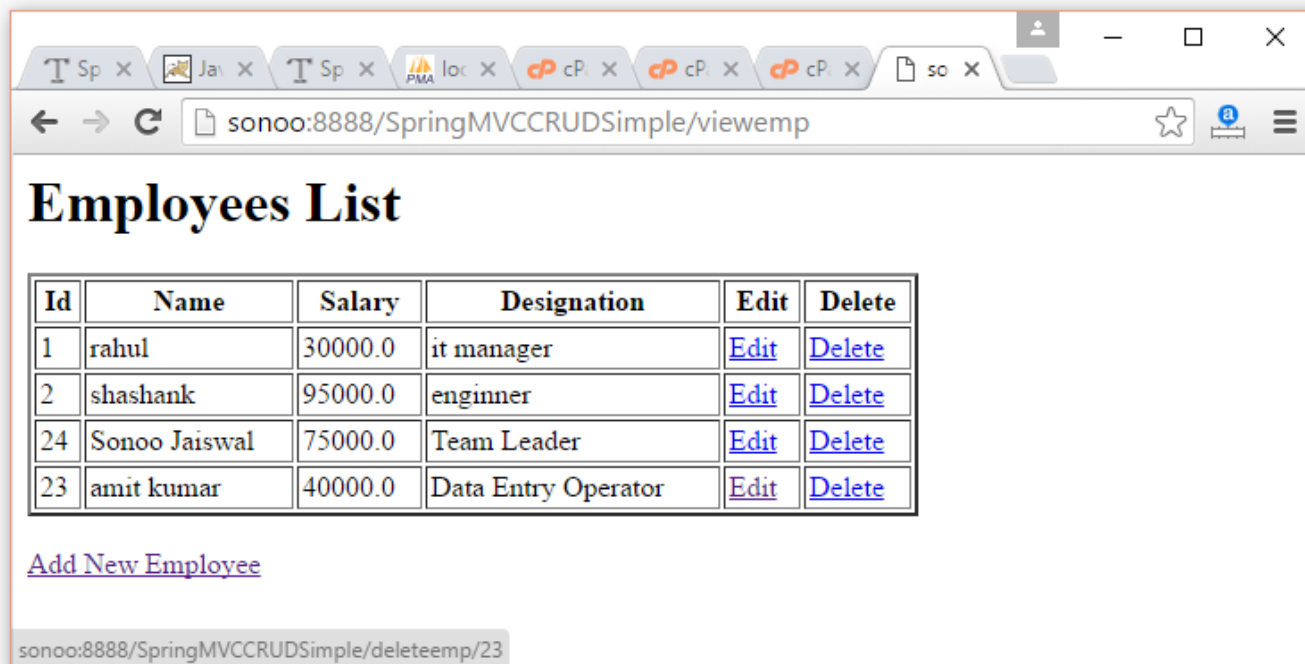 Sp Jav Sp loc cP cP cP so
PMA
sonoo:8888/SpringMVCCRUDSimple/viewemp
Employees List
Id Name Salary Designation Edit Delete
1 rahul 30000.0 it manager Edit Delete
2 shashank 95000.0 enginner Edit Delete
24 Sonoo Jaiswal 75000.0 Team Leader Edit Delete
23 amit kumar 40000.0 Data Entry Operator Edit Delete
Add New Employee
sonoo:8888/SpringMVCCRUDSimple/deleteemp/23